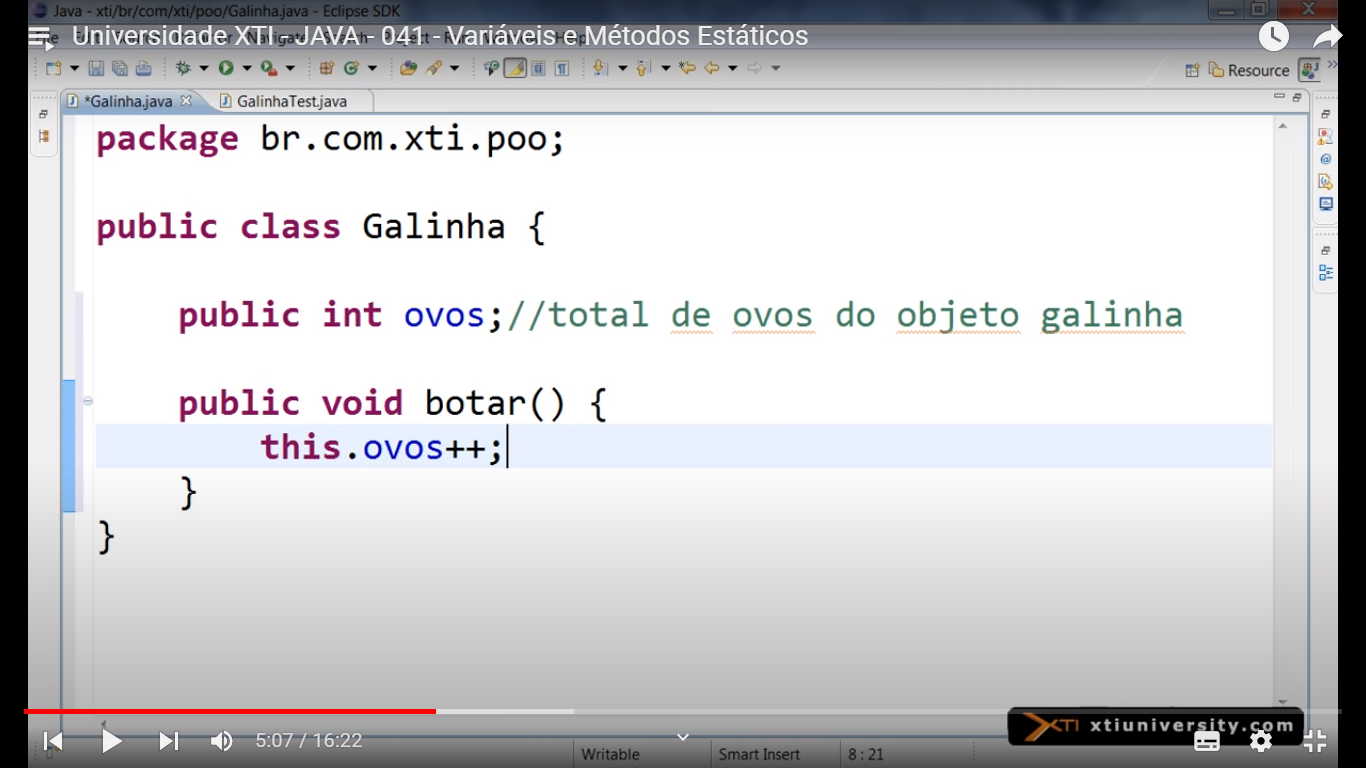 Java - xti/br/com/xti/poo/Galinha.java - Eclipse SDK
Universidade XTI - JAVA - 041 - Variáveis e Métodos Estáticos
Resource
*Galinha.java GalinhaTest.java
package br.com.xti.poo;
public class Galinha {
public int ovos;//total de ovos do objeto galinha
public void botar() {
this.ovos++;
}
}
XTI xtiuniversity.com
5:07 / 16:22
Writable Smart Insert 8 : 21